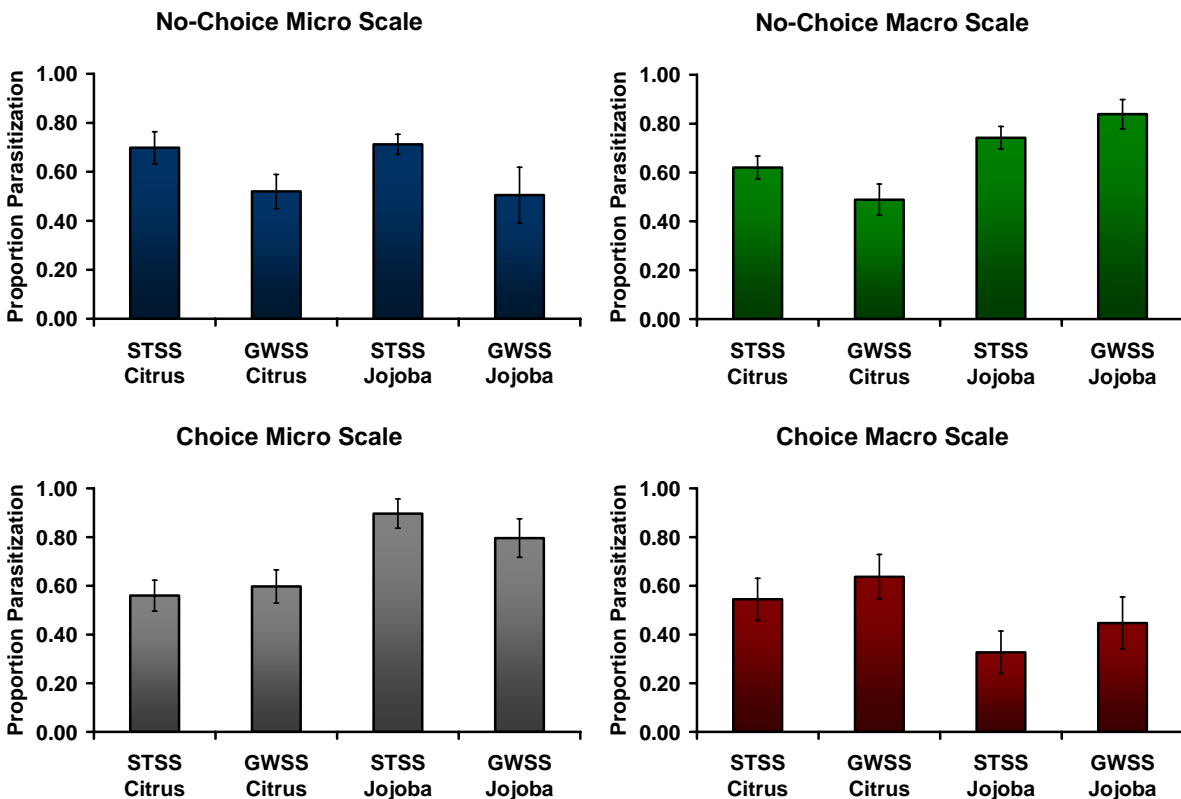 No-Choice Micro Scale
Proportion Parasitization
1.00
0.80
0.60
0.40
0.20
0.00
STSS GWSS STSS GWSS
Citrus Citrus Jojoba Jojoba
No-Choice Macro Scale
Proportion Parasitization
1.00
0.80
0.60
0.40
0.20
0.00
STSS GWSS STSS GWSS
Citrus Citrus Jojoba Jojoba
Choice Micro Scale
Proportion Parasitization
1.00
0.80
0.60
0.40
0.20
0.00
STSS GWSS STSS GWSS
Citrus Citrus Jojoba Jojoba
Choice Macro Scale
Proportion Parasitization
1.00
0.80
0.60
0.40
0.20
0.00
STSS GWSS STSS GWSS
Citrus Citrus Jojoba Jojoba